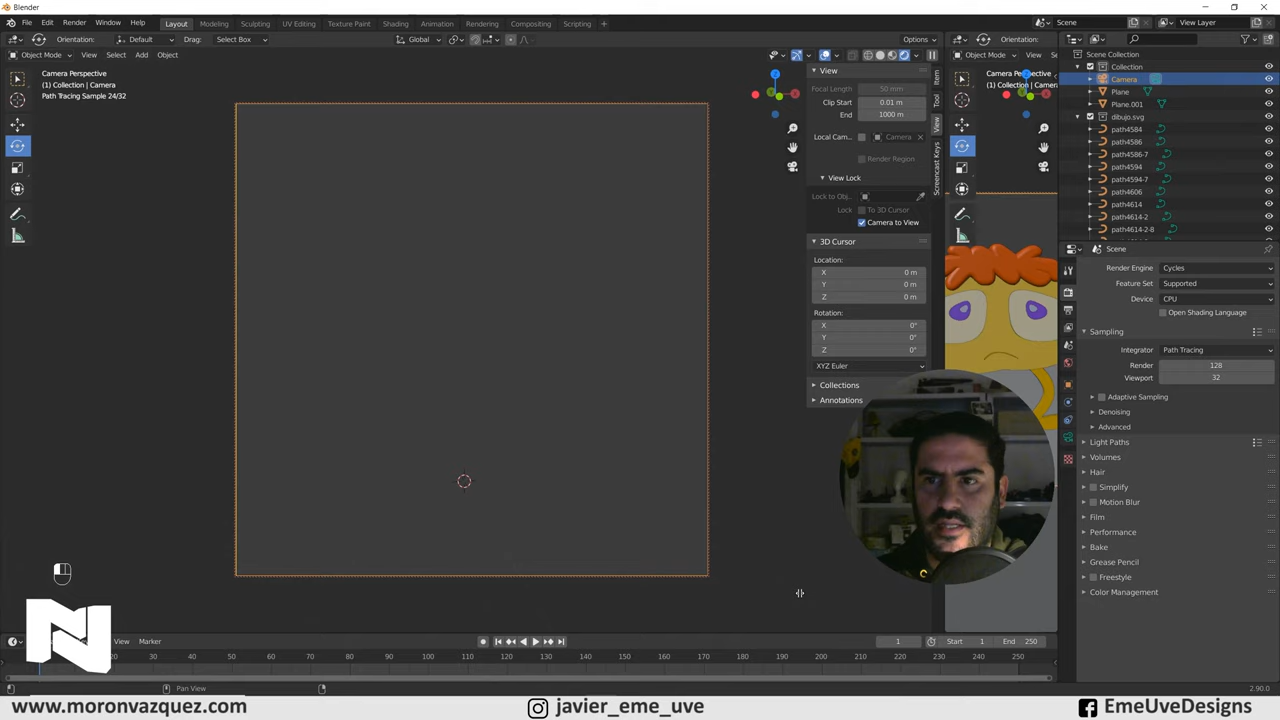 Blender
File Edit Render Window Help Layout Modeling Sculpting UV Editing Texture Paint Shading Animation Rendering Compositing Scripting + Scene View Layer
Orientation: Default Drag: Select Box Global Options Orientation:
Object Mode View Select Add Object Object Mode
Camera Perspective
(1) Collection | Camera
Path Tracing Sample 24/32
View
Focal Length 50 mm
Clip Start 0.01 m
End 1000 m
Local Cam... Camera
Render Region
View Lock
Lock to Obj...
Lock To 3D Cursor
Camera to View
3D Cursor
Location:
X 0 m
Y 0 m
Z 0 m
Rotation:
X 0°
Y 0°
Z 0°
XYZ Euler
Collections
Annotations
Item
Tool
View
Screencast Keys
Camera Perspective
(1) Collection
Scene Collection
Collection
Camera
Plane
Plane.001
dibujo.svg
path4584
path4586
path4586-7
path4594
path4594-7
path4606
path4614
path4614-2
path4614-2-8
Scene
Render Engine Cycles
Feature Set Supported
Device CPU
Open Shading Language
Sampling
Integrator Path Tracing
Render 128
Viewport 32
Adaptive Sampling
Denoising
Advanced
Light Paths
Volumes
Hair
Simplify
Motion Blur
Film
Performance
Bake
Grease Pencil
Freestyle
Color Management
View Marker 1 Start 1 End 250
20 30 40 50 60 70 80 90 100 110 120 130 140 150 160 170 180 190 200 210 220 230 240 250
Pan View 2.90.0
N
www.moronvazquez.com javier_eme_uve EmeUveDesigns